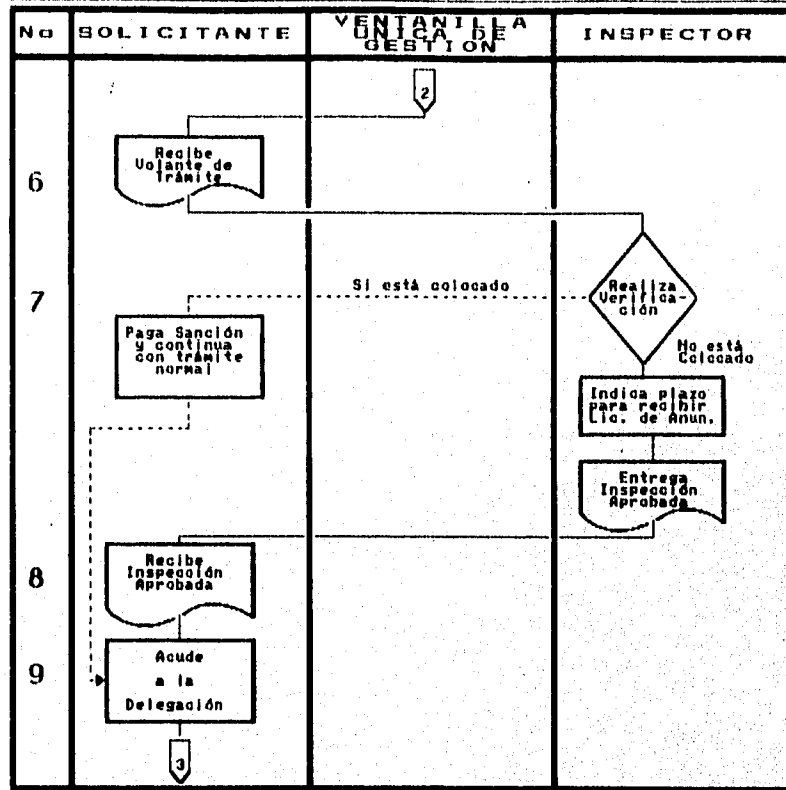 No SOLICITANTE VENTANILLA UNICA DE GESTION INSPECTOR
2
6
Recibe
Volante de
Trámite
7
Si está colocado
Realiza
Verifica-
ción
Paga Sanción
y continua
con trámite
normal
No está
Colocado
Indica plazo
para recibir
Lic. de Anun.
Entrega
Inspección
Aprobada
8
Recibe
Inspección
Aprobada
9
Acude
a la
Delegación
3